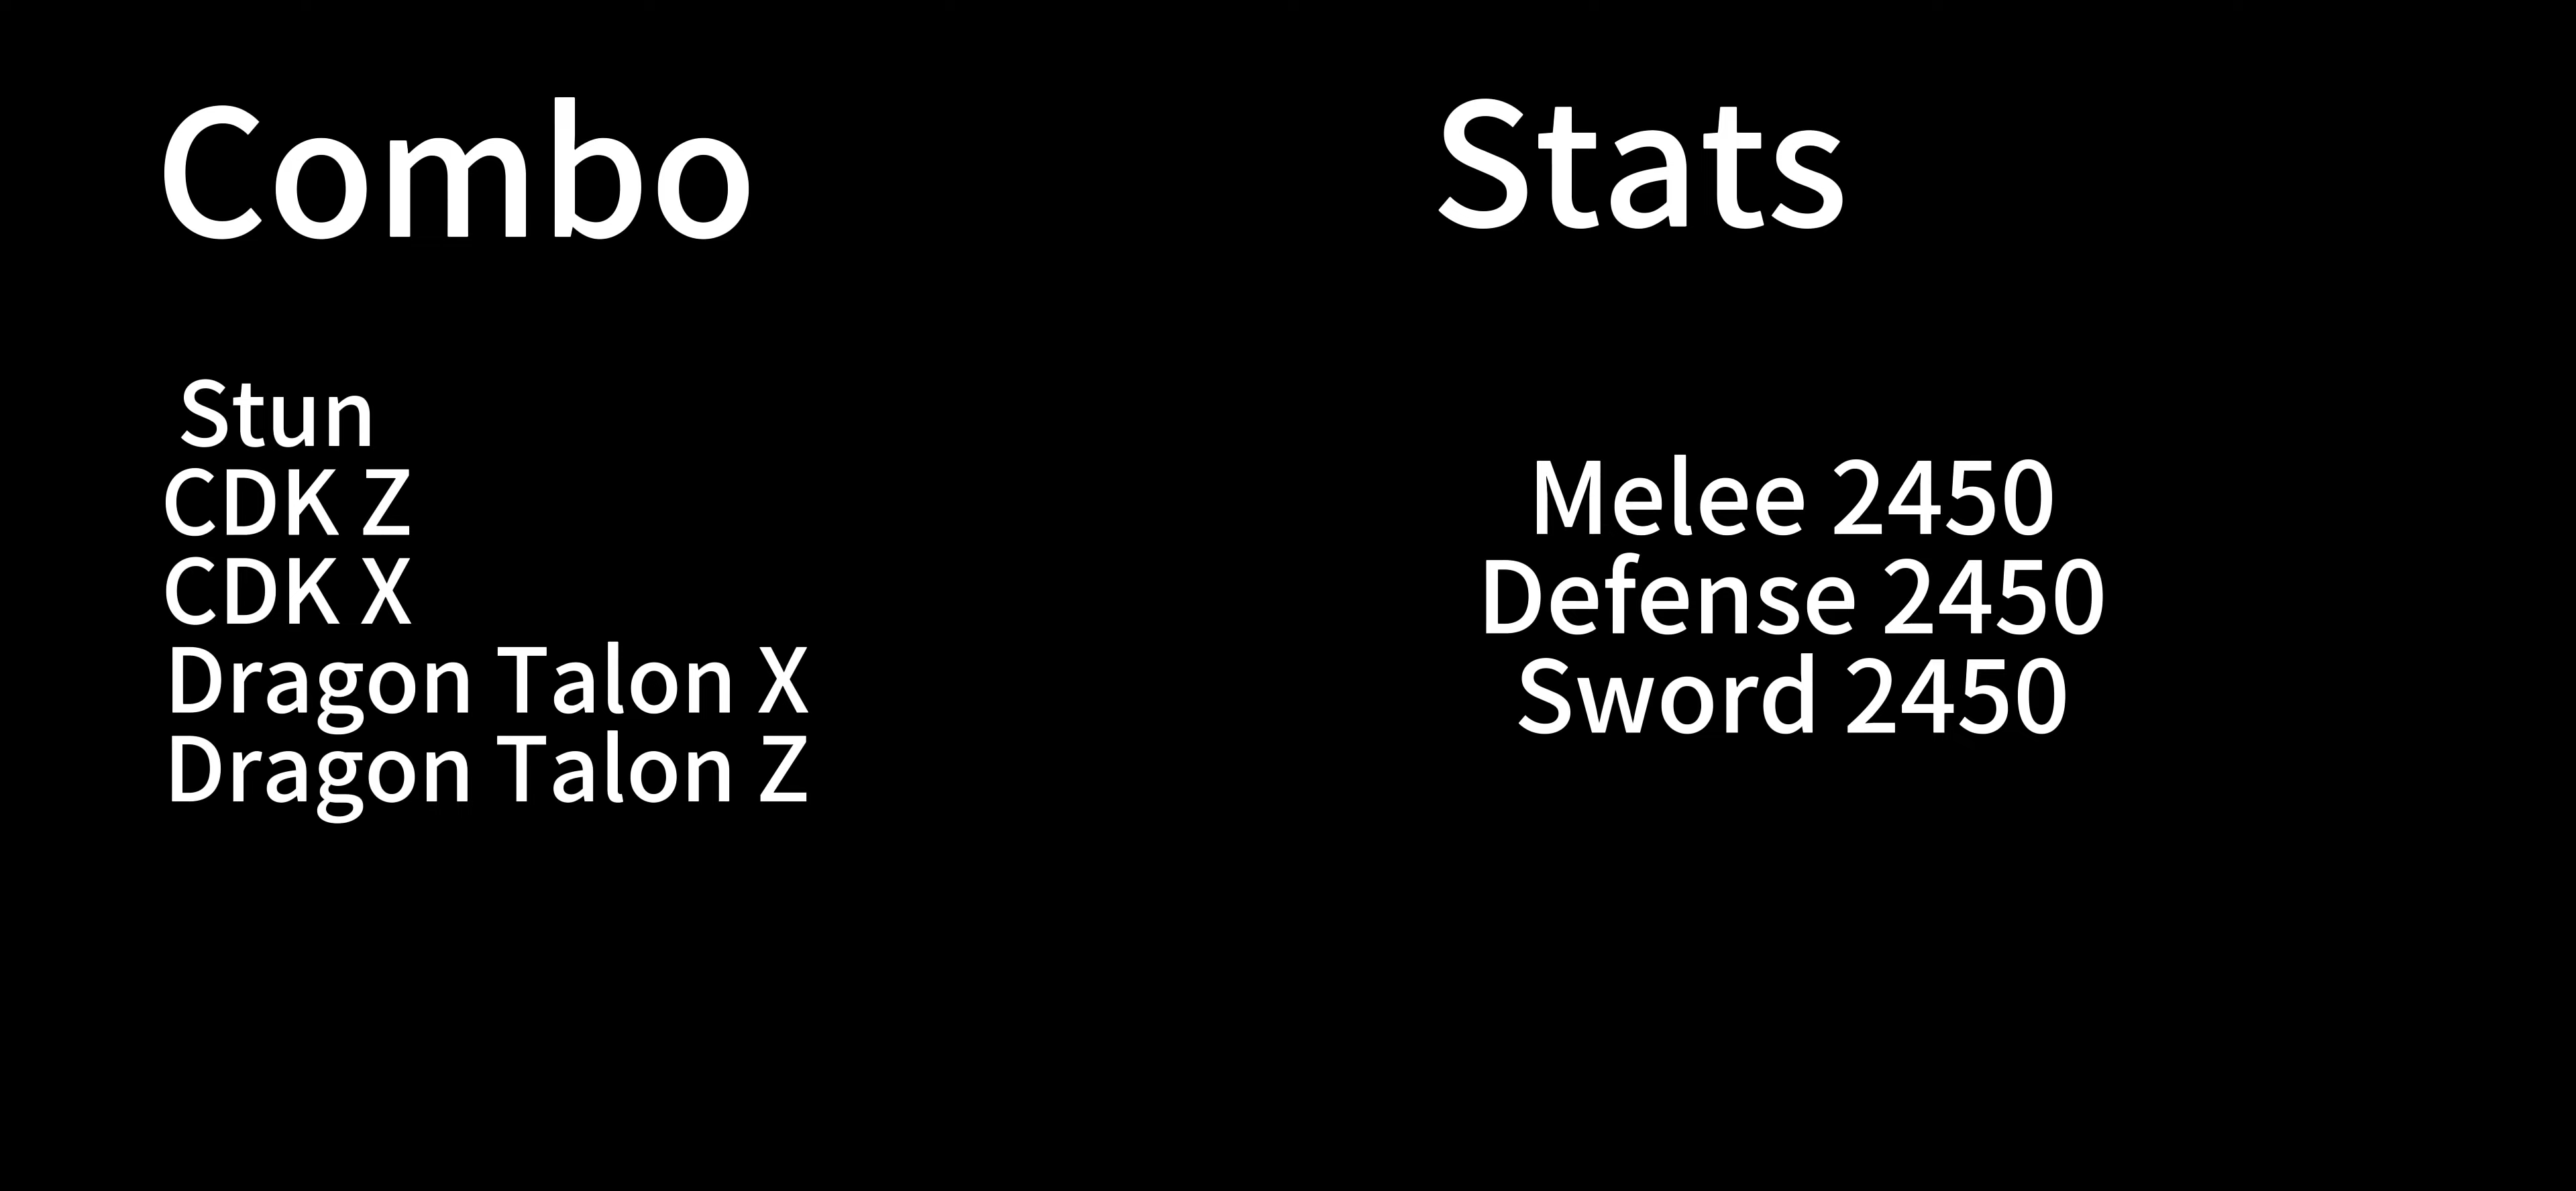 Combo
Stun
CDK Z
CDK X
Dragon Talon X
Dragon Talon Z
Stats
Melee 2450
Defense 2450
Sword 2450